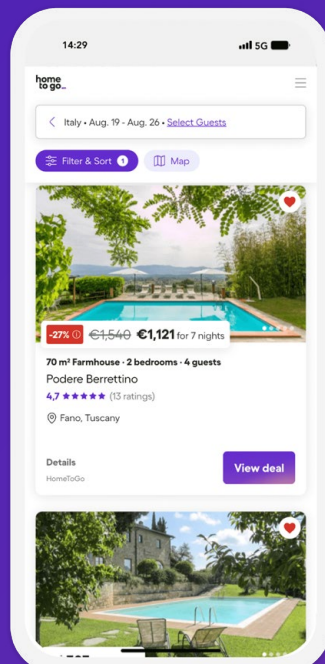 14:29
5G
home
to go_
Italy • Aug. 19 - Aug. 26 • Select Guests
Filter & Sort 1
Map
-27% €1,540 €1,121 for 7 nights
70 m² Farmhouse · 2 bedrooms · 4 guests
Podere Berrettino
4,7 ★★★★★ (13 ratings)
Fano, Tuscany
Details
HomeToGo
View deal